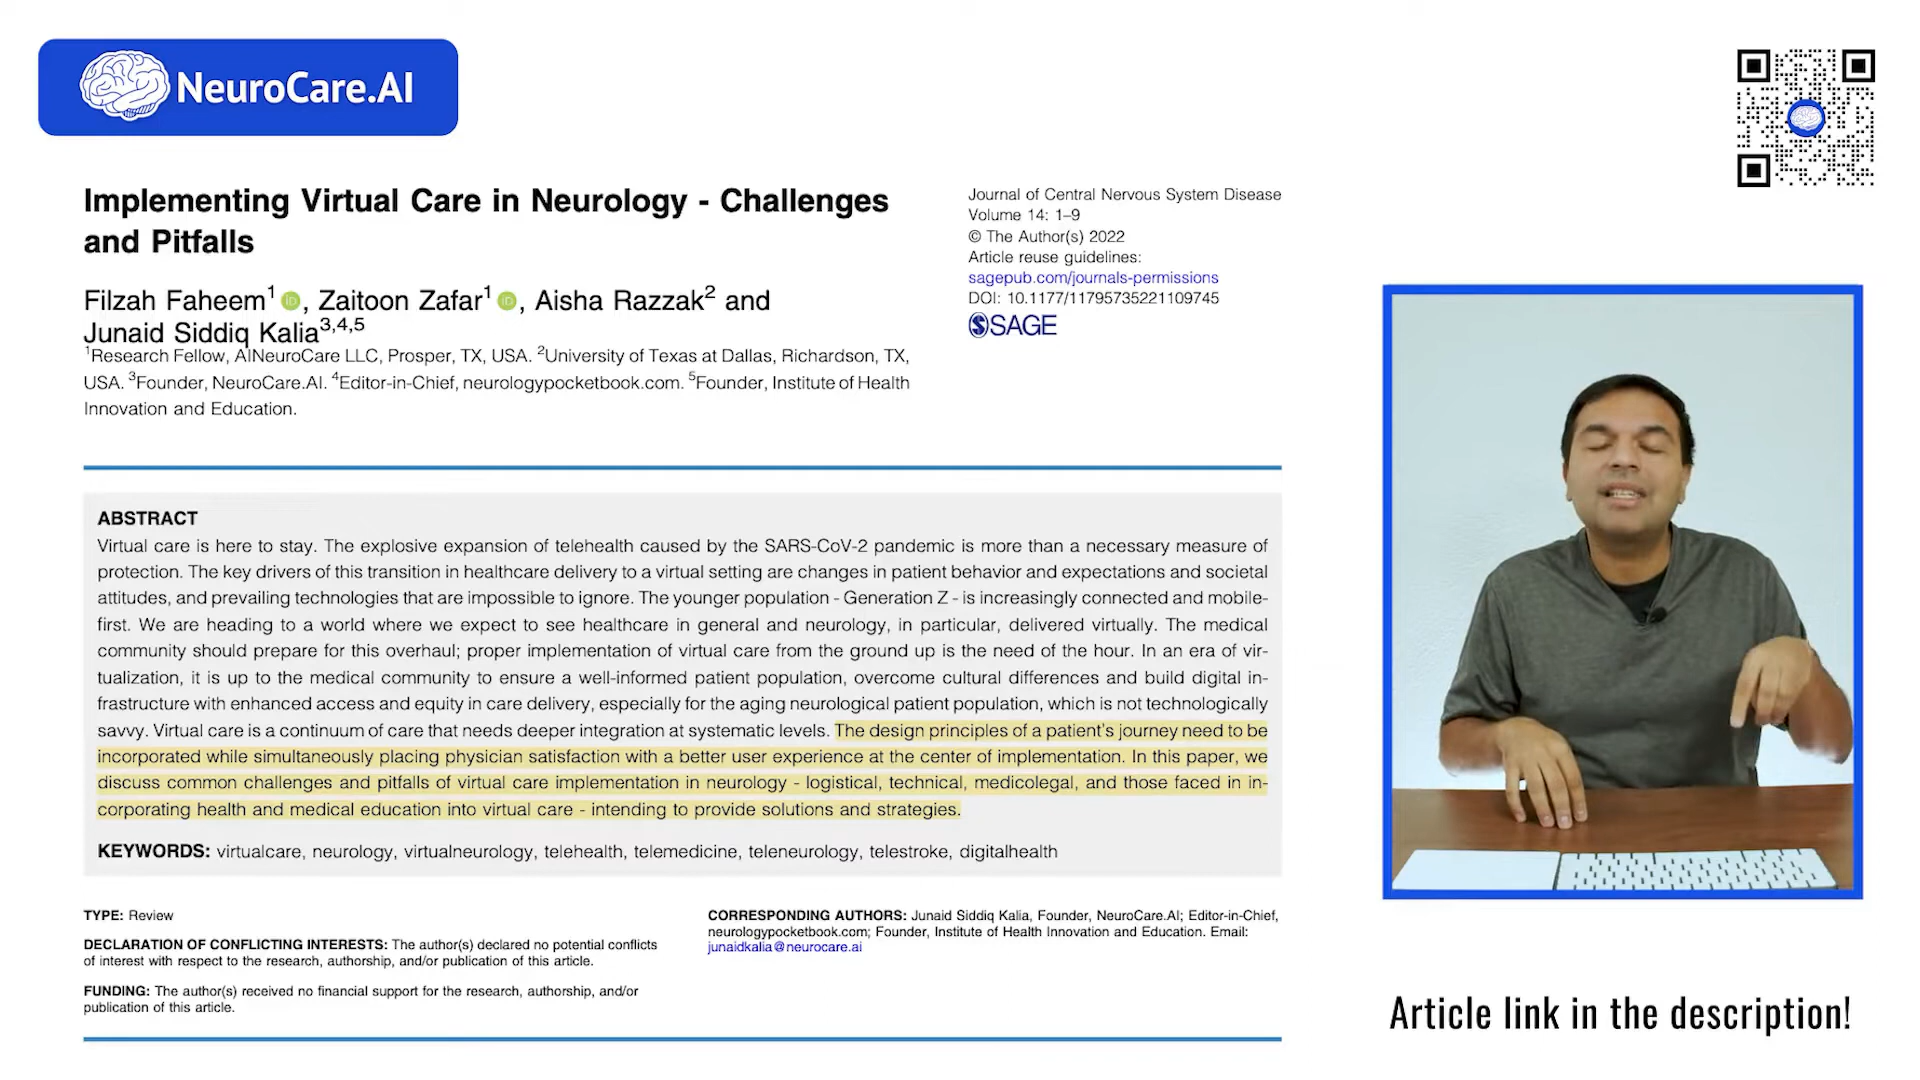 NeuroCare.AI
Implementing Virtual Care in Neurology - Challenges
and Pitfalls
Filzah Faheem1 iD, Zaitoon Zafar1 iD, Aisha Razzak2 and
Junaid Siddiq Kalia3,4,5
1Research Fellow, AINeuroCare LLC, Prosper, TX, USA. 2University of Texas at Dallas, Richardson, TX,
USA. 3Founder, NeuroCare.AI. 4Editor-in-Chief, neurologypocketbook.com. 5Founder, Institute of Health
Innovation and Education.
Journal of Central Nervous System Disease
Volume 14: 1–9
© The Author(s) 2022
Article reuse guidelines:
sagepub.com/journals-permissions
DOI: 10.1177/11795735221109745
SAGE
ABSTRACT
Virtual care is here to stay. The explosive expansion of telehealth caused by the SARS-CoV-2 pandemic is more than a necessary measure of
protection. The key drivers of this transition in healthcare delivery to a virtual setting are changes in patient behavior and expectations and societal
attitudes, and prevailing technologies that are impossible to ignore. The younger population - Generation Z - is increasingly connected and mobile-
first. We are heading to a world where we expect to see healthcare in general and neurology, in particular, delivered virtually. The medical
community should prepare for this overhaul; proper implementation of virtual care from the ground up is the need of the hour. In an era of vir-
tualization, it is up to the medical community to ensure a well-informed patient population, overcome cultural differences and build digital in-
frastructure with enhanced access and equity in care delivery, especially for the aging neurological patient population, which is not technologically
savvy. Virtual care is a continuum of care that needs deeper integration at systematic levels. The design principles of a patient's journey need to be
incorporated while simultaneously placing physician satisfaction with a better user experience at the center of implementation. In this paper, we
discuss common challenges and pitfalls of virtual care implementation in neurology - logistical, technical, medicolegal, and those faced in in-
corporating health and medical education into virtual care - intending to provide solutions and strategies.
KEYWORDS: virtualcare, neurology, virtualneurology, telehealth, telemedicine, teleneurology, telestroke, digitalhealth
TYPE: Review
DECLARATION OF CONFLICTING INTERESTS: The author(s) declared no potential conflicts
of interest with respect to the research, authorship, and/or publication of this article.
FUNDING: The author(s) received no financial support for the research, authorship, and/or
publication of this article.
CORRESPONDING AUTHORS: Junaid Siddiq Kalia, Founder, NeuroCare.AI; Editor-in-Chief,
neurologypocketbook.com; Founder, Institute of Health Innovation and Education. Email:
junaidkalia@neurocare.ai
Article link in the description!